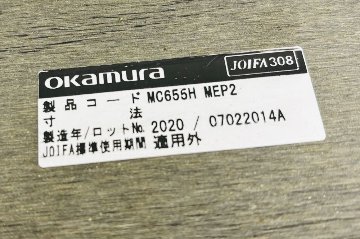 okamura
JOIFA308
製品コード MC655H MEP2
寸法
製造年/ロットNo. 2020 / 07022014A
JOIFA標準使用期間 適用外